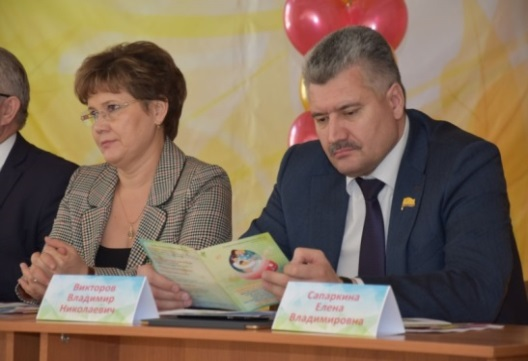 Викторов
Владимир
Николаевич
Сапаркина
Елена
Владимировна